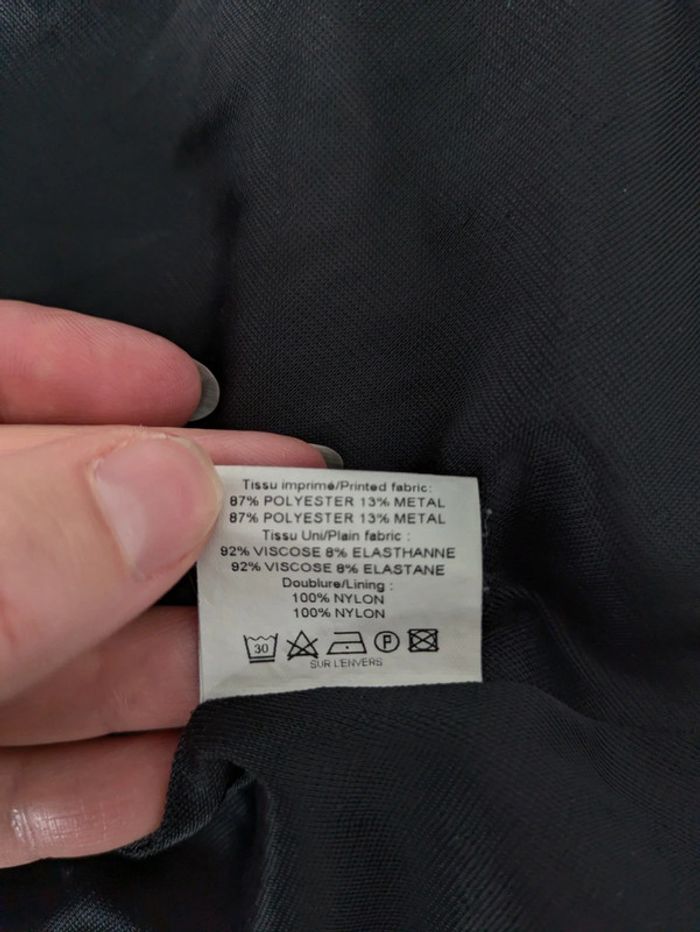 Tissu imprimé/Printed fabric:
87% POLYESTER 13% METAL
87% POLYESTER 13% METAL
Tissu Uni/Plain fabric :
92% VISCOSE 8% ELASTHANNE
92% VISCOSE 8% ELASTANE
Doublure/Lining :
100% NYLON
100% NYLON
30 P
SUR L'ENVERS